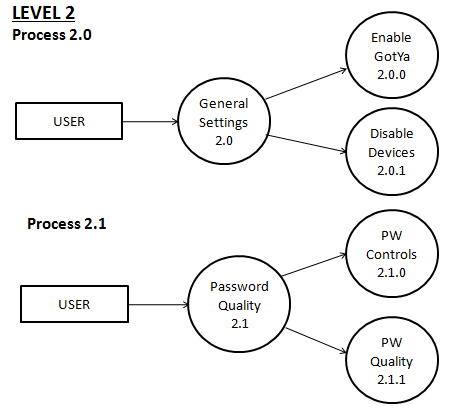 LEVEL 2
Process 2.0
USER
General
Settings
2.0
Enable
GotYa
2.0.0
Disable
Devices
2.0.1
Process 2.1
USER
Password
Quality
2.1
PW
Controls
2.1.0
PW
Quality
2.1.1